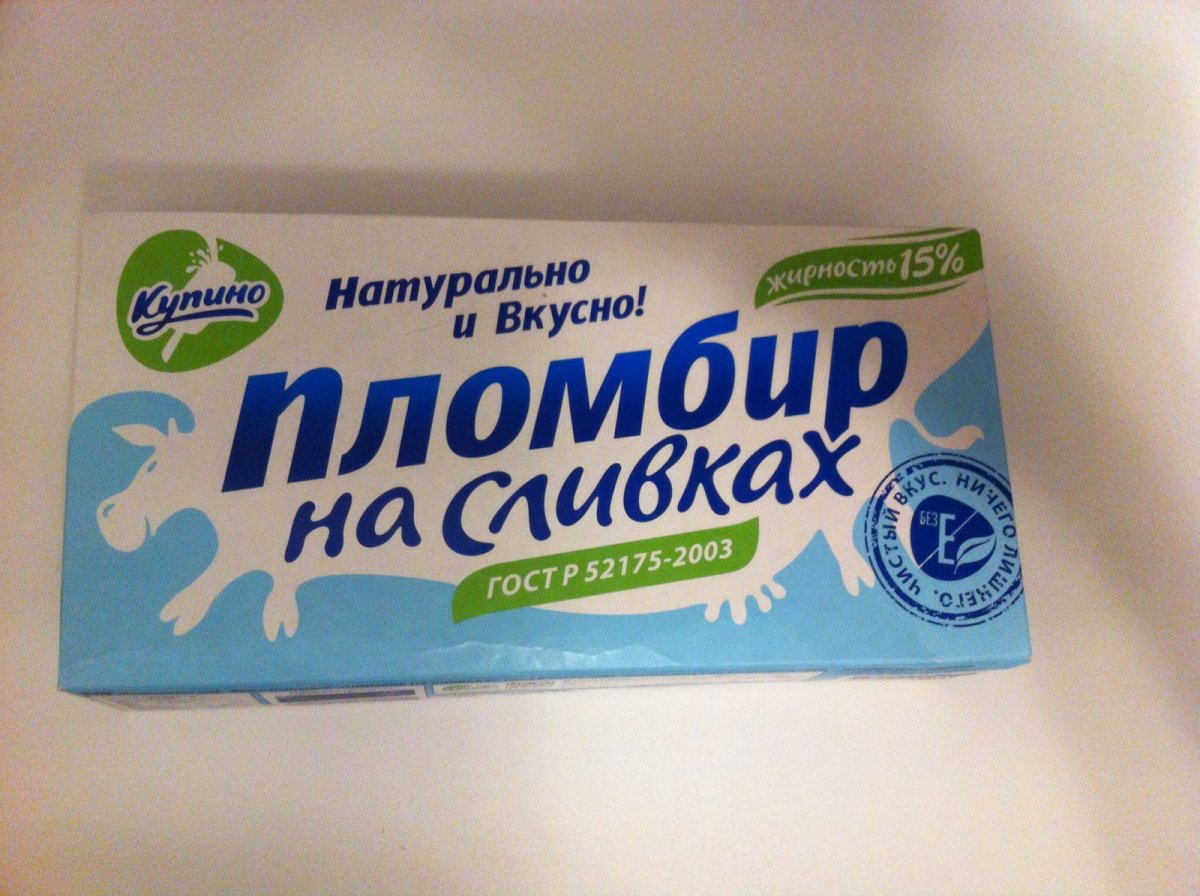 Купино
Натурально
и Вкусно!
жирность 15%
Пломбир
на сливках
ГОСТ Р 52175-2003
ЧИСТЫЙ ВКУС. НИЧЕГО ЛИШНЕГО.
БЕЗ
Е